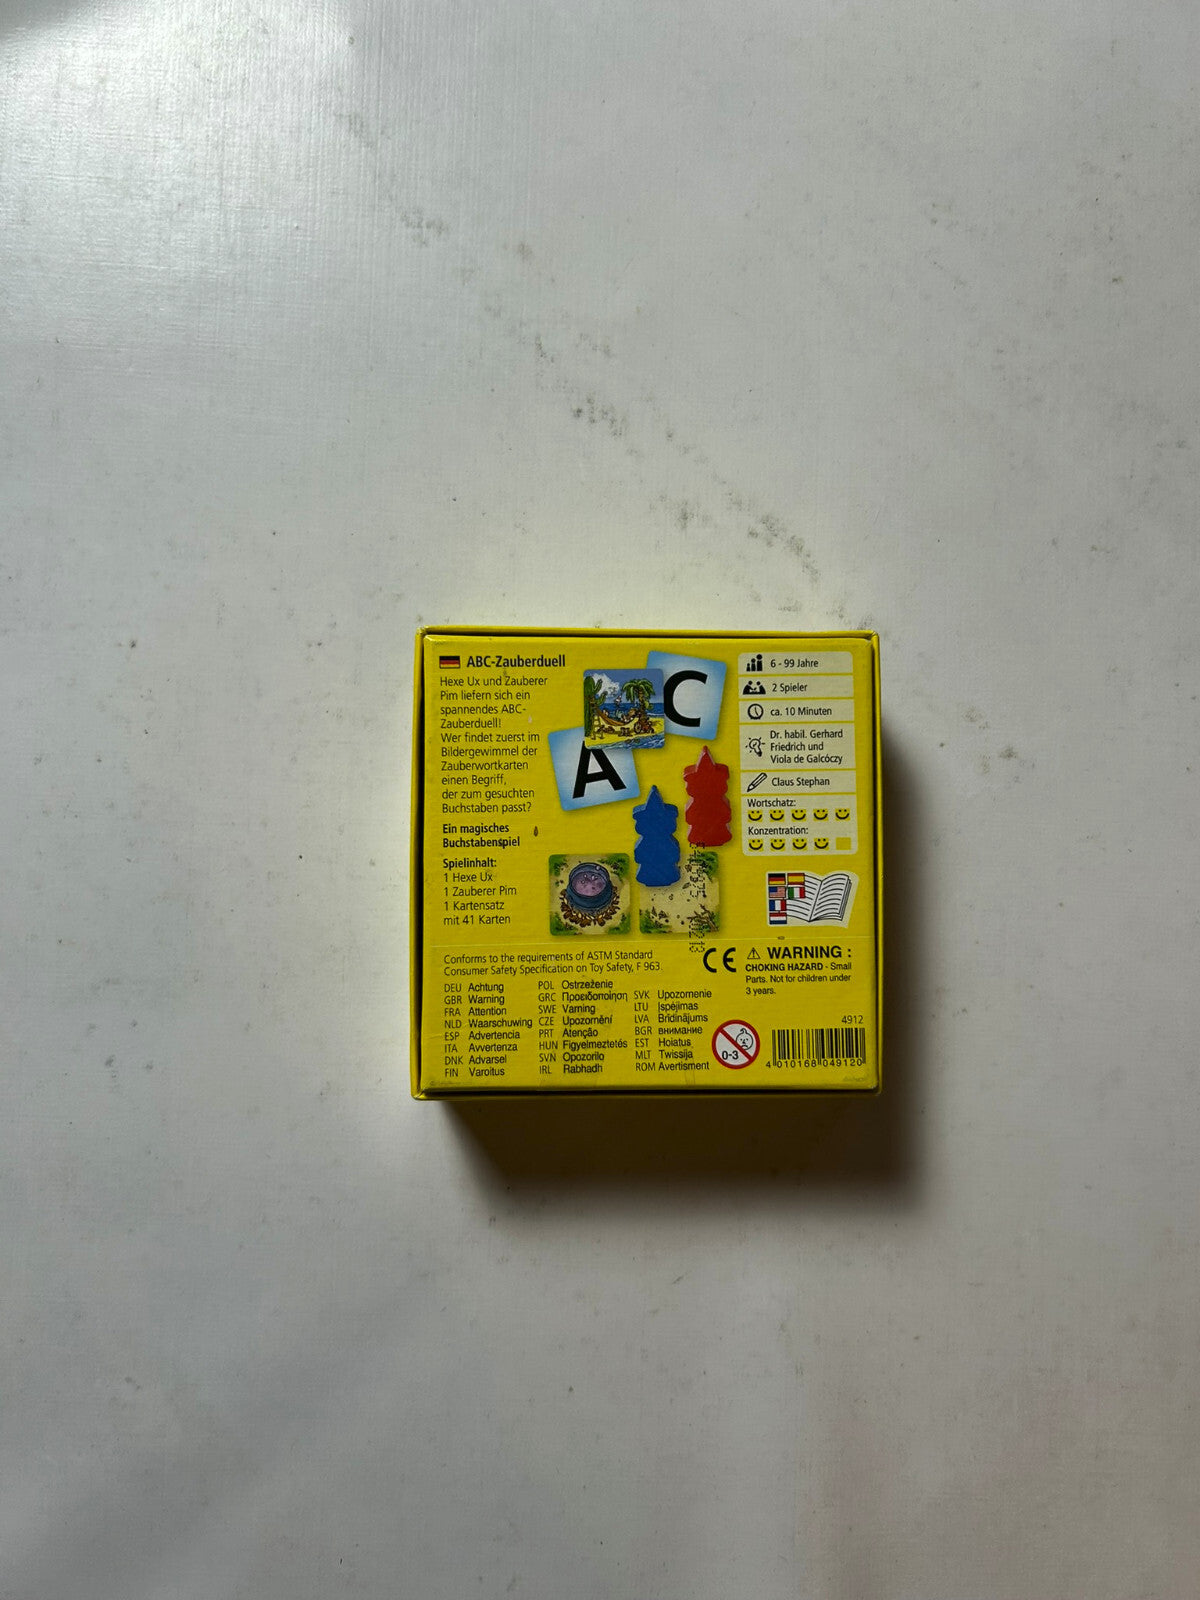 ABC-Zauberduell
Hexe Ux und Zauberer
Pim liefern sich ein
spannendes ABC-
Zauberduell!
Wer findet zuerst im
Bildergewimmel der
Zauberwortkarten
einen Begriff,
der zum gesuchten
Buchstaben passt?
Ein magisches
Buchstabenspiel
Spielinhalt:
1 Hexe Ux
1 Zauberer Pim
1 Kartensatz
mit 41 Karten
C
A
6 - 99 Jahre
2 Spieler
ca. 10 Minuten
Dr. habil. Gerhard
Friedrich und
Viola de Galcóczy
Claus Stephan
Wortschatz:
Konzentration:
Conforms to the requirements of ASTM Standard
Consumer Safety Specification on Toy Safety, F 963.
CE
WARNING :
CHOKING HAZARD - Small
Parts. Not for children under
3 years.
DEU Achtung
GBR Warning
FRA Attention
NLD Waarschuwing
ESP Advertencia
ITA Avvertenza
DNK Advarsel
FIN Varoitus
POL Ostrzeżenie
GRC Προειδοποίηση
SWE Varning
CZE Upozornění
PRT Atenção
HUN Figyelmeztetés
SVN Opozorilo
IRL Rabhadh
SVK Upozornenie
LTU Įspėjimas
LVA Brīdinājums
BGR внимание
EST Hoiatus
MLT Twissija
ROM Avertisment
0-3
4912
4 010168 049120